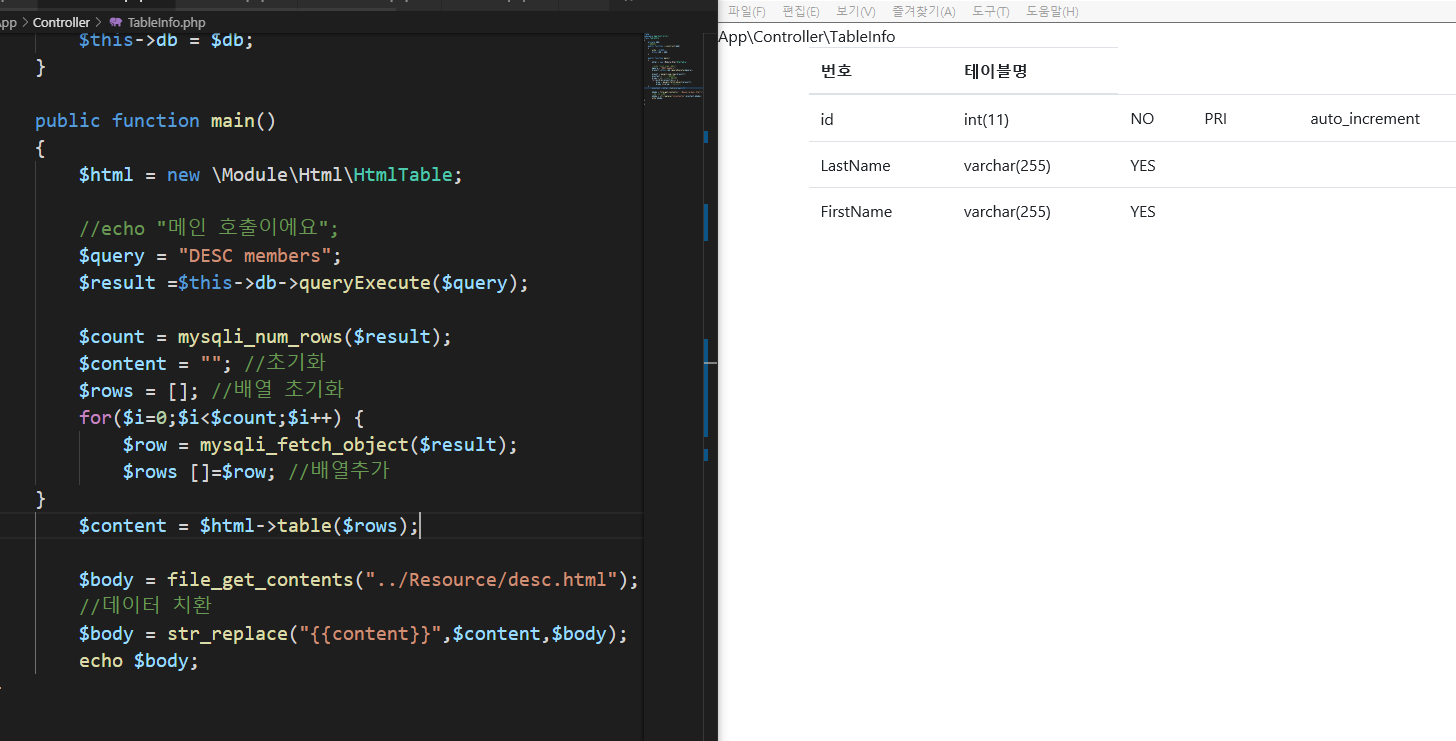 App > Controller > TableInfo.php
$this->db = $db;
}
public function main()
{
$html = new \Module\Html\HtmlTable;
//echo "메인 호출이에요";
$query = "DESC members";
$result =$this->db->queryExecute($query);
$count = mysqli_num_rows($result);
$content = ""; //초기화
$rows = []; //배열 초기화
for($i=0;$i<$count;$i++) {
$row = mysqli_fetch_object($result);
$rows []=$row; //배열추가
}
$content = $html->table($rows);
$body = file_get_contents("../Resource/desc.html");
//데이터 치환
$body = str_replace("{{content}}",$content,$body);
echo $body;
파일(F) 편집(E) 보기(V) 즐겨찾기(A) 도구(T) 도움말(H)
App\Controller\TableInfo
번호 테이블명
id int(11) NO PRI auto_increment
LastName varchar(255) YES
FirstName varchar(255) YES